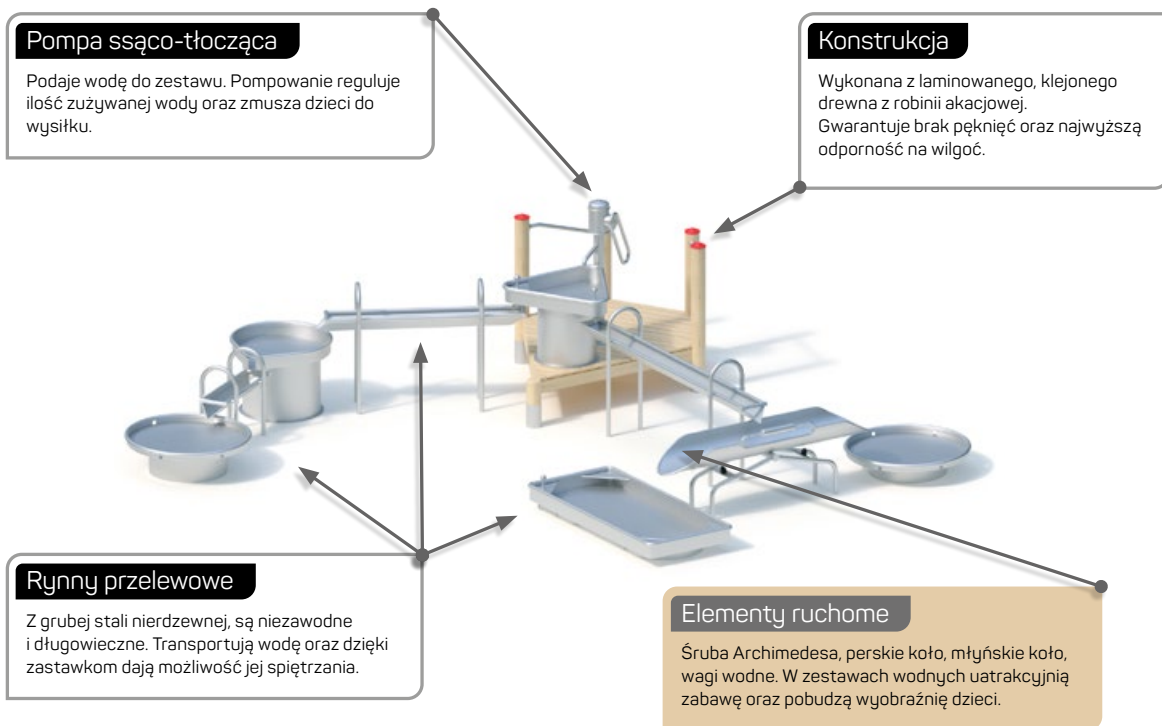 Pompa ssąco-tłocząca
Podaje wodę do zestawu. Pompowanie reguluje
ilość zużywanej wody oraz zmusza dzieci do
wysiłku.
Konstrukcja
Wykonana z laminowanego, klejonego
drewna z robinii akacjowej.
Gwarantuje brak pęknięć oraz najwyższą
odporność na wilgoć.
Rynny przelewowe
Z grubej stali nierdzewnej, są niezawodne
i długowieczne. Transportują wodę oraz dzięki
zastawkom dają możliwość jej spiętrzania.
Elementy ruchome
Śruba Archimedesa, perskie koło, młyńskie koło,
wagi wodne. W zestawach wodnych uatrakcyjnią
zabawę oraz pobudzą wyobraźnię dzieci.